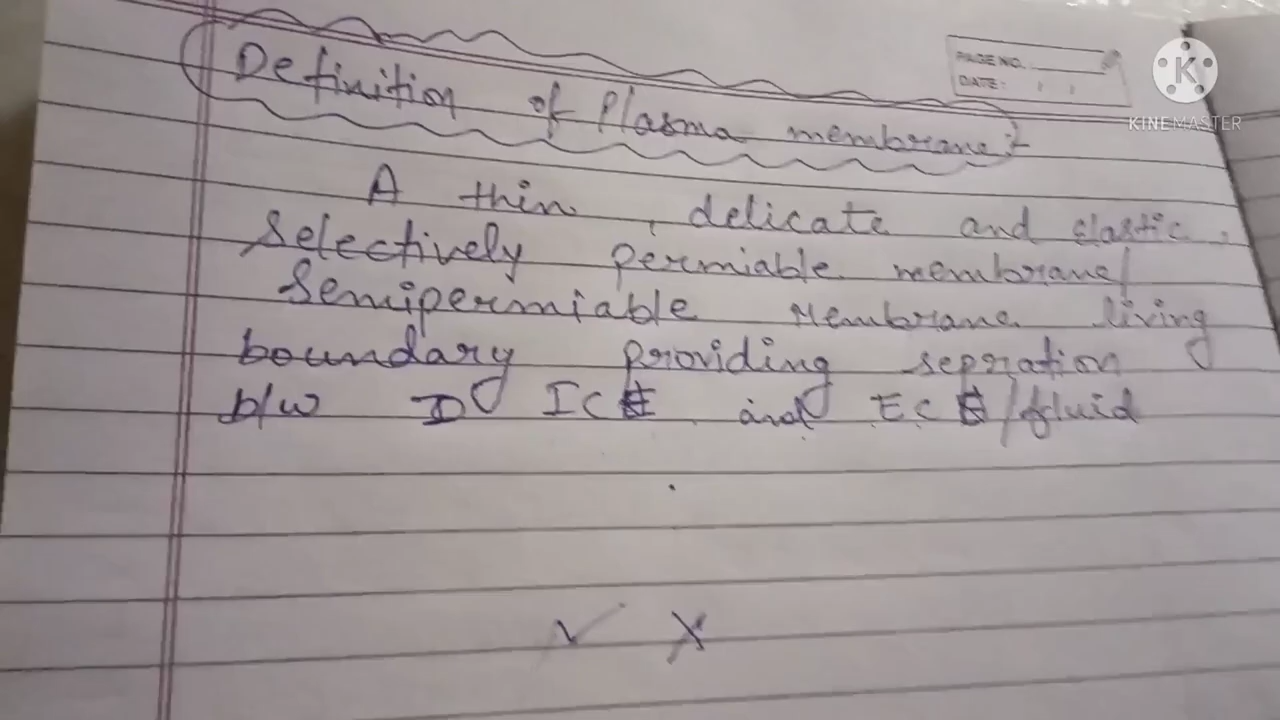 PAGE NO.
DATE:
K
KINEMASTER
Definition of Plasma membrane:-
A thin, delicate and elastic,
Selectively permiable membrane/
Semipermiable Membrane living
boundary providing sepration
b/w IC and EC /fluid